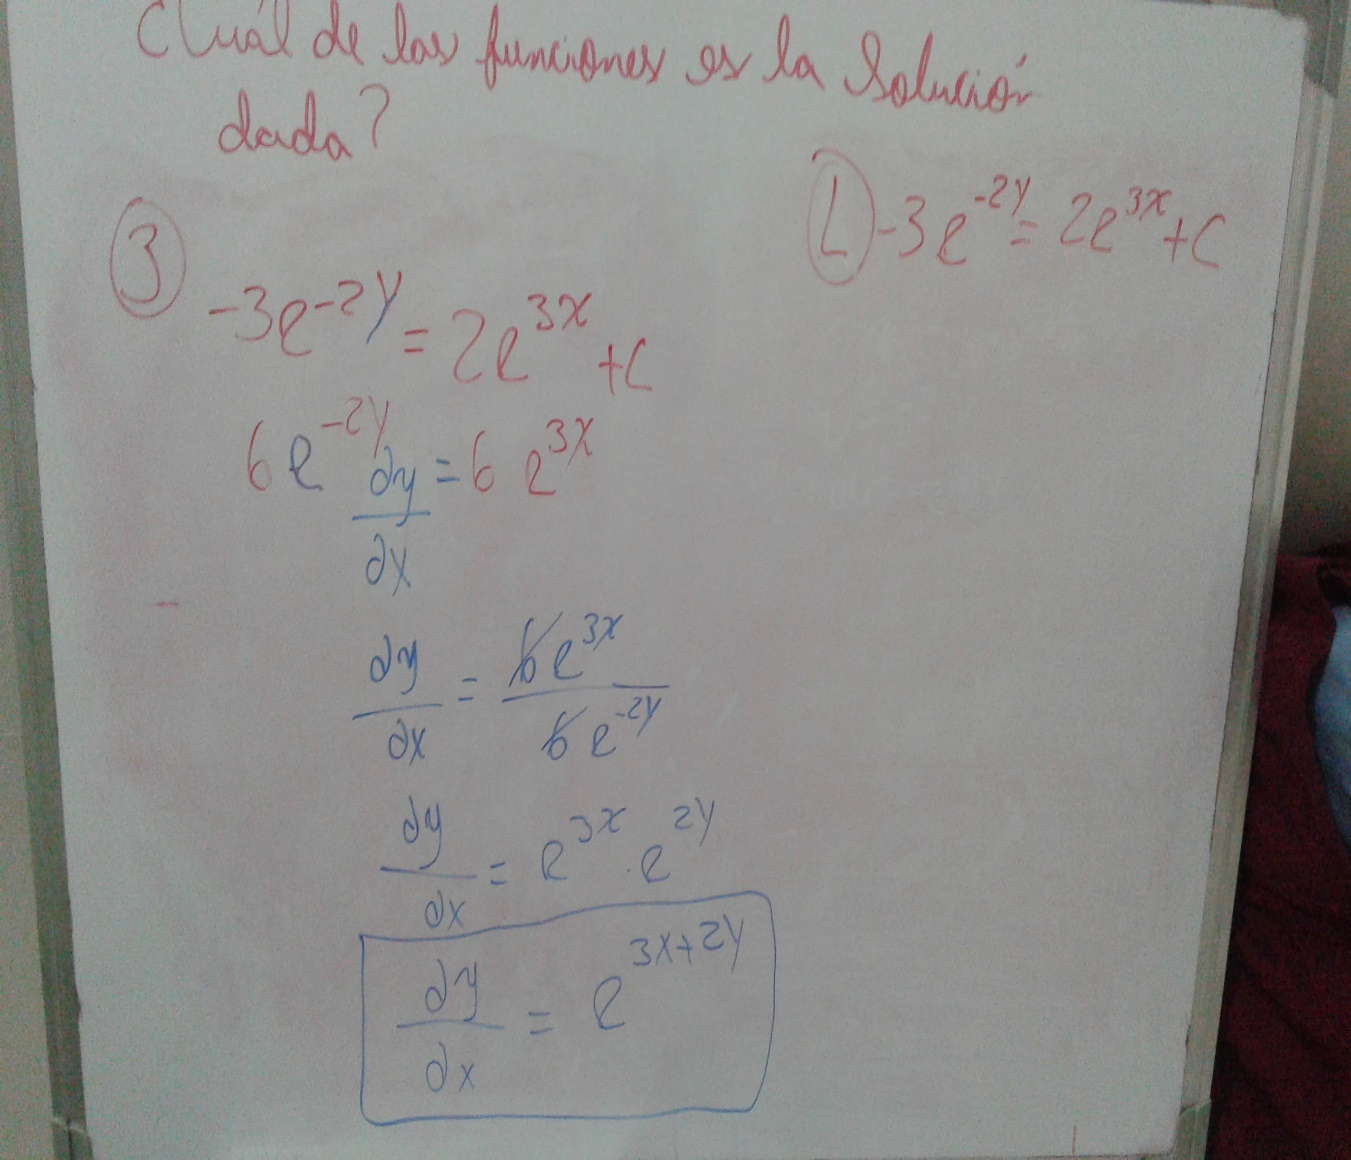 ¿Cuál de las funciones es la Solución
dada?
③
-3e^{-2y} = 2e^{3x} + C
6e^{-2y} dy/dx = 6e^{3x}
dy/dx = 6e^{3x}/6e^{-2y}
dy/dx = e^{3x} · e^{2y}
dy/dx = e^{3x+2y}
Ⓛ -3e^{-2y} = 2e^{3x} + C